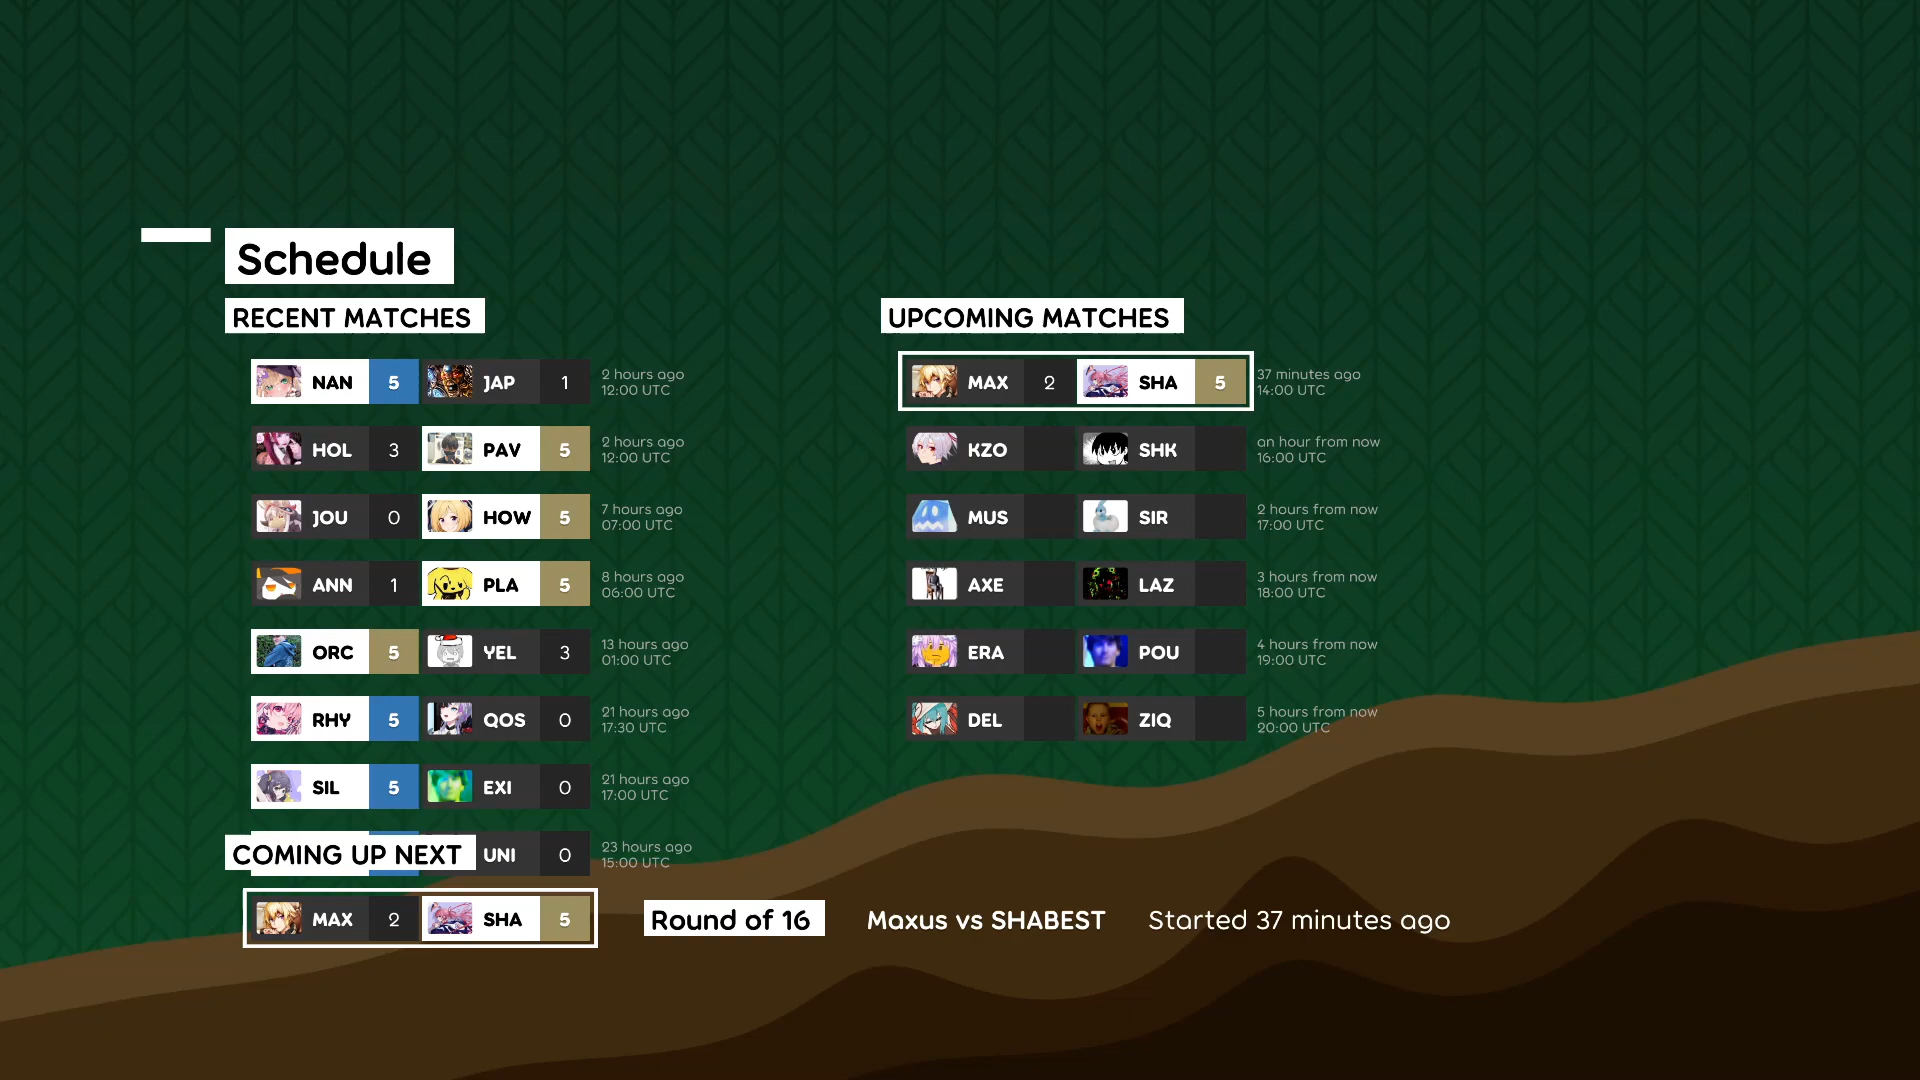 Schedule
RECENT MATCHES
NAN 5 JAP 1 2 hours ago
12:00 UTC
HOL 3 PAV 5 2 hours ago
12:00 UTC
JOU 0 HOW 5 7 hours ago
07:00 UTC
ANN 1 PLA 5 8 hours ago
06:00 UTC
ORC 5 YEL 3 13 hours ago
01:00 UTC
RHY 5 QOS 0 21 hours ago
17:30 UTC
SIL 5 EXI 0 21 hours ago
17:00 UTC
UNI 0 23 hours ago
15:00 UTC
UPCOMING MATCHES
MAX 2 SHA 5 37 minutes ago
14:00 UTC
KZO SHK an hour from now
16:00 UTC
MUS SIR 2 hours from now
17:00 UTC
AXE LAZ 3 hours from now
18:00 UTC
ERA POU 4 hours from now
19:00 UTC
DEL ZIQ 5 hours from now
20:00 UTC
COMING UP NEXT
MAX 2 SHA 5 Round of 16 Maxus vs SHABEST Started 37 minutes ago